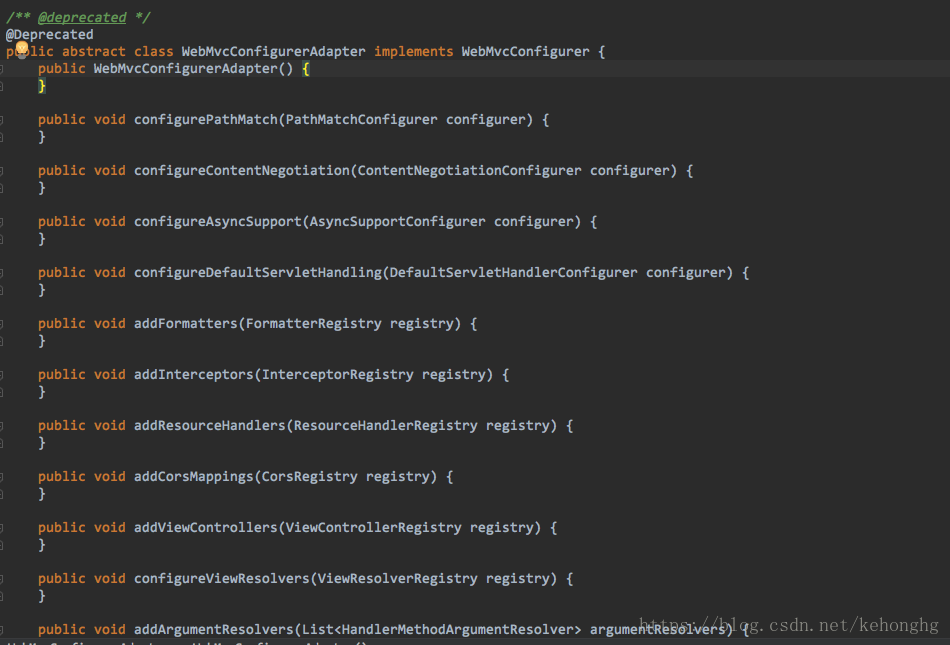 /** @deprecated */
@Deprecated
public abstract class WebMvcConfigurerAdapter implements WebMvcConfigurer {
    public WebMvcConfigurerAdapter() {
    }
    public void configurePathMatch(PathMatchConfigurer configurer) {
    }
    public void configureContentNegotiation(ContentNegotiationConfigurer configurer) {
    }
    public void configureAsyncSupport(AsyncSupportConfigurer configurer) {
    }
    public void configureDefaultServletHandling(DefaultServletHandlerConfigurer configurer) {
    }
    public void addFormatters(FormatterRegistry registry) {
    }
    public void addInterceptors(InterceptorRegistry registry) {
    }
    public void addResourceHandlers(ResourceHandlerRegistry registry) {
    }
    public void addCorsMappings(CorsRegistry registry) {
    }
    public void addViewControllers(ViewControllerRegistry registry) {
    }
    public void configureViewResolvers(ViewResolverRegistry registry) {
    }
    public void addArgumentResolvers(List<HandlerMethodArgumentResolver> argumentResolvers) {
https://blog.csdn.net/kehonghg